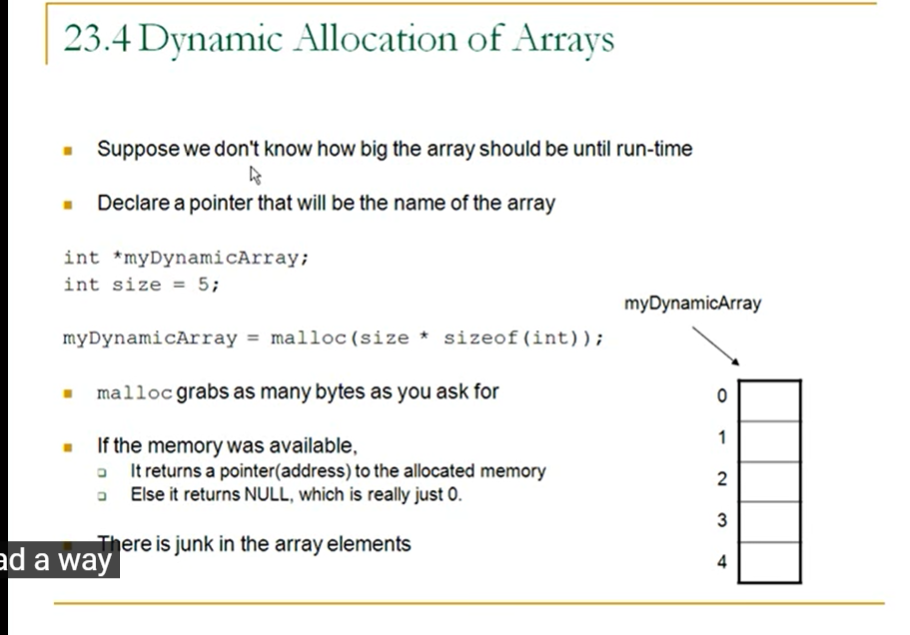 23.4 Dynamic Allocation of Arrays
Suppose we don't know how big the array should be until run-time
Declare a pointer that will be the name of the array
int *myDynamicArray;
int size = 5;
myDynamicArray = malloc(size * sizeof(int));
malloc grabs as many bytes as you ask for
If the memory was available,
It returns a pointer(address) to the allocated memory
Else it returns NULL, which is really just 0.
There is junk in the array elements
myDynamicArray
0
1
2
3
4
ad a way